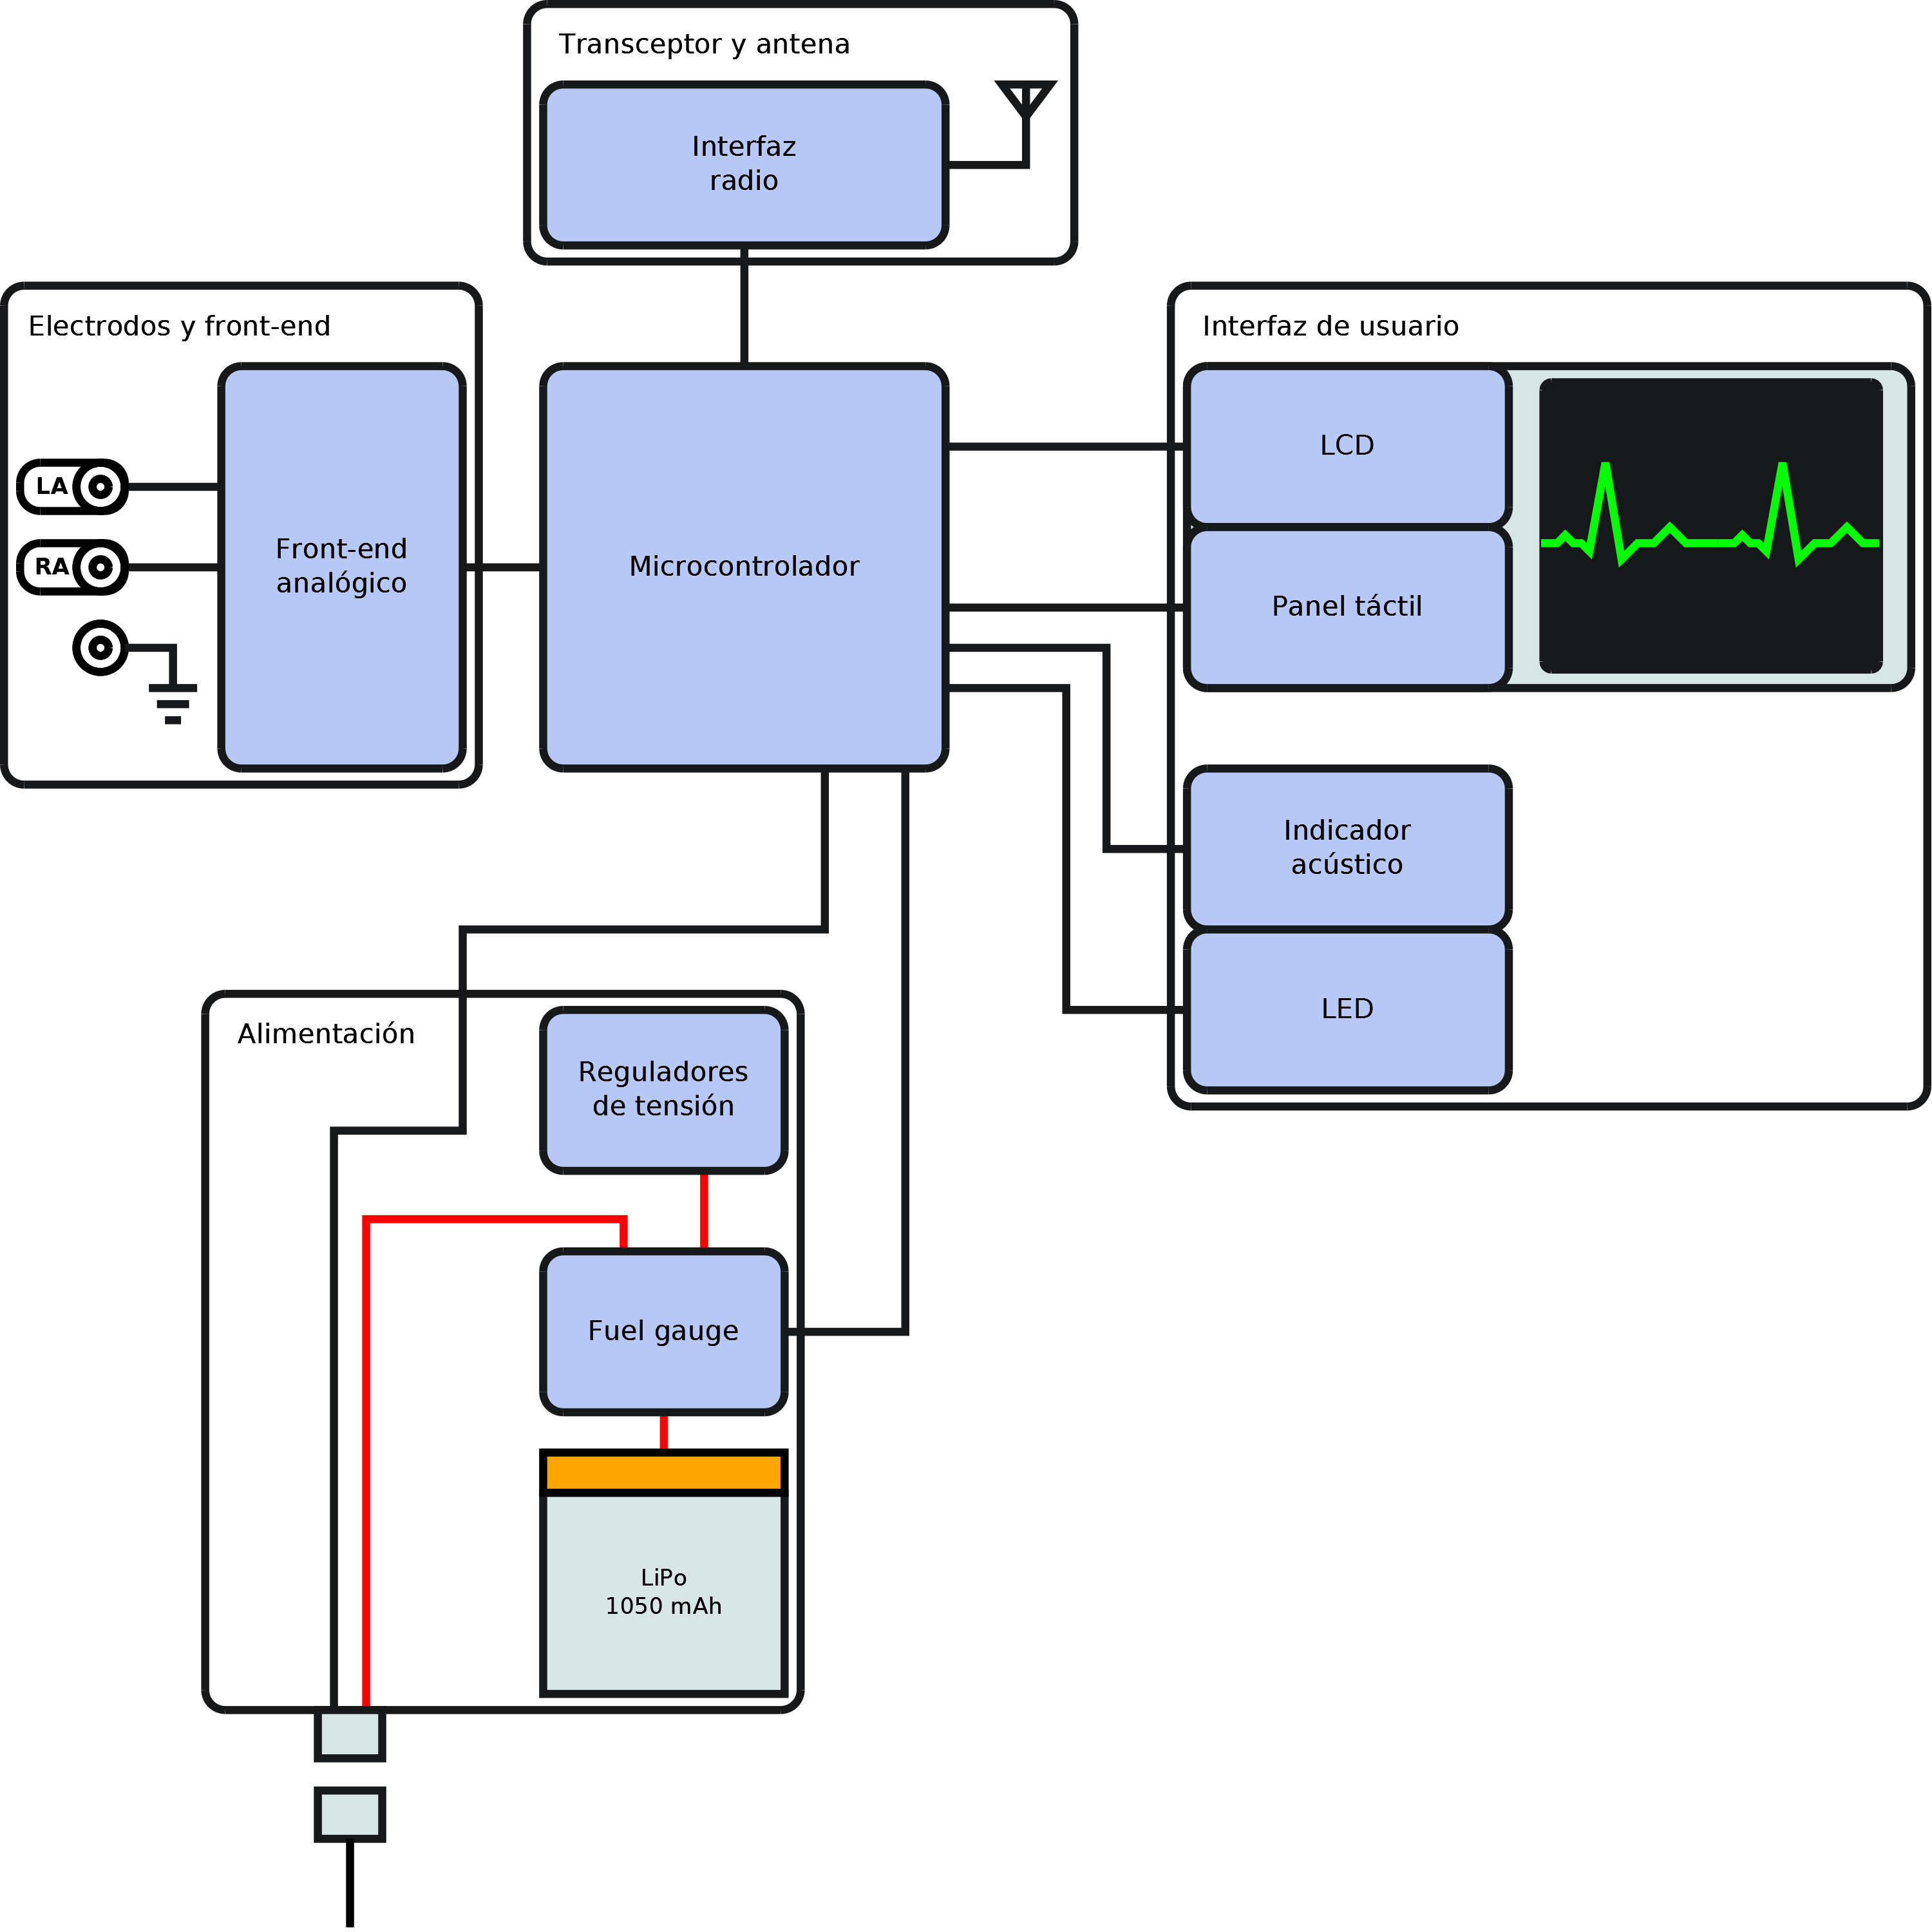 Transceptor y antena
Interfaz
radio
Electrodos y front-end
LA
RA
Front-end
analógico
Microcontrolador
Interfaz de usuario
LCD
Panel táctil
Indicador
acústico
LED
Alimentación
Reguladores
de tensión
Fuel gauge
LiPo
1050 mAh